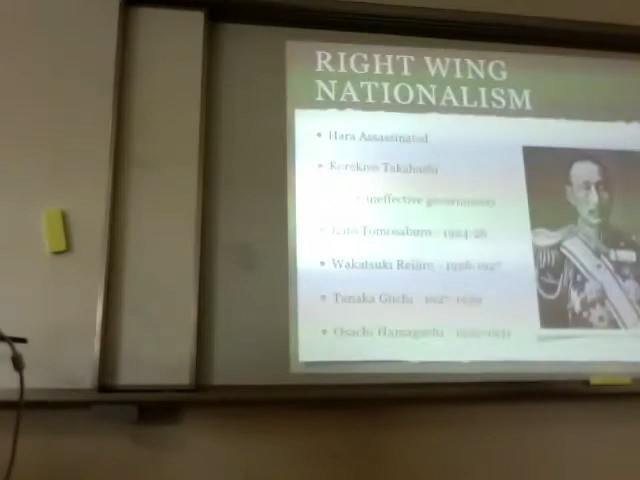 RIGHT WING
NATIONALISM
Hara Assassinated
Korekiyo Takahashi
ineffective government
Kato Tomosaburo - 1924-26
Wakatsuki Reijiro - 1926-1927
Tanaka Giichi - 1927-1929
Osachi Hamaguchi